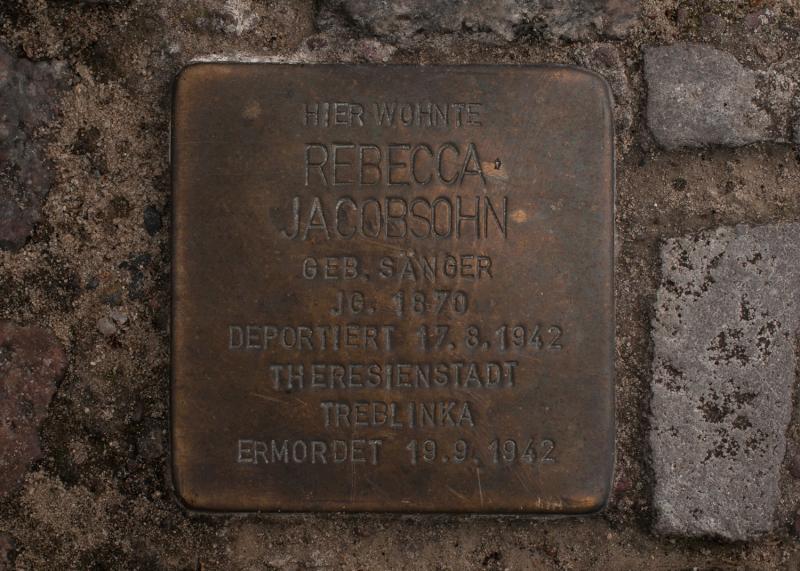 HIER WOHNTE
REBECCA
JACOBSOHN
GEB. SÄNGER
JG. 1870
DEPORTIERT 17.8.1942
THERESIENSTADT
TREBLINKA
ERMORDET 19.9.1942